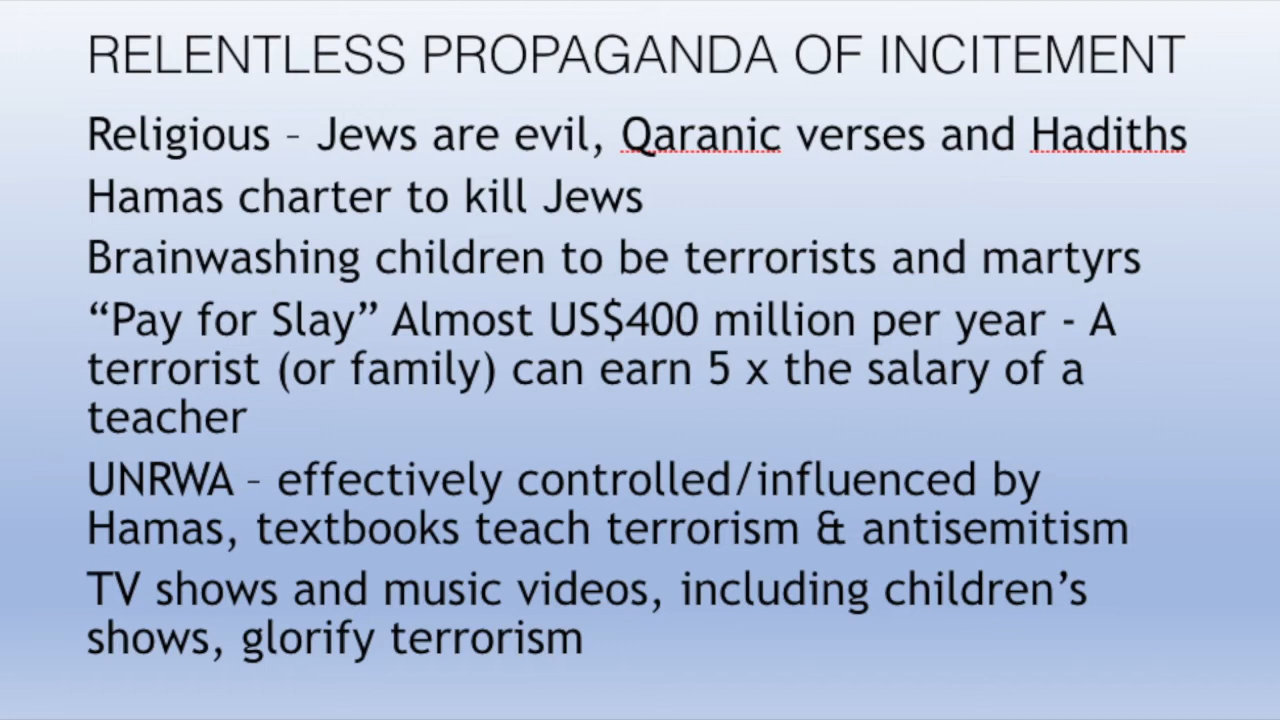 RELENTLESS PROPAGANDA OF INCITEMENT
Religious – Jews are evil, Qaranic verses and Hadiths
Hamas charter to kill Jews
Brainwashing children to be terrorists and martyrs
“Pay for Slay” Almost US$400 million per year - A
terrorist (or family) can earn 5 x the salary of a
teacher
UNRWA – effectively controlled/influenced by
Hamas, textbooks teach terrorism & antisemitism
TV shows and music videos, including children’s
shows, glorify terrorism